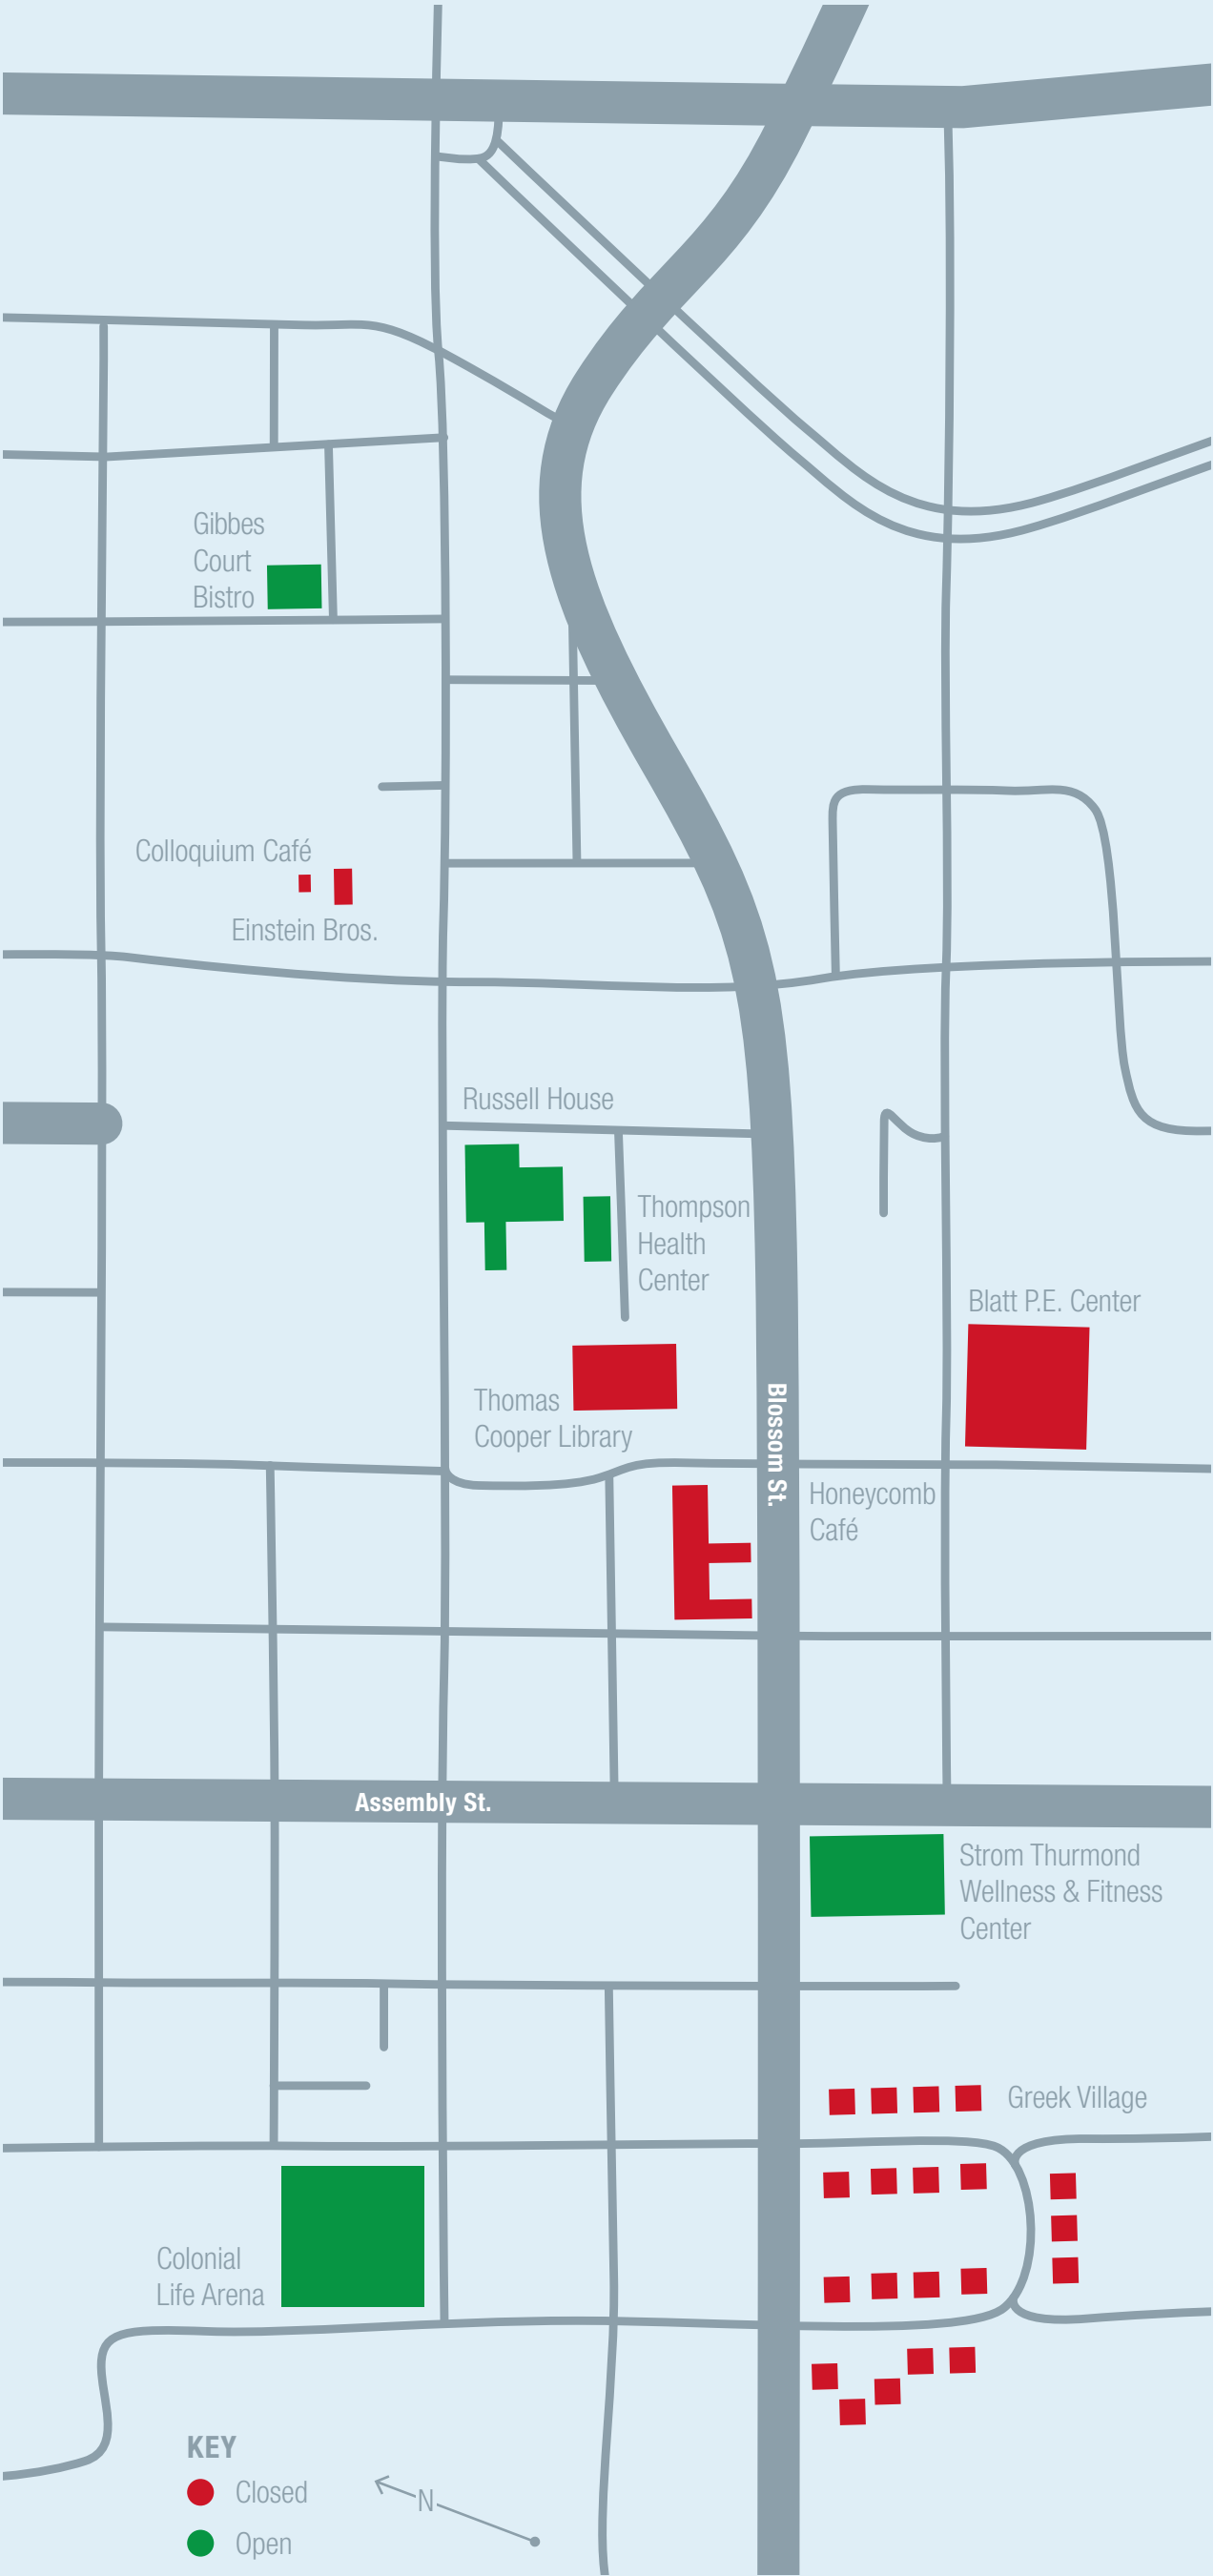 Gibbes
Court
Bistro
Colloquium Café
Einstein Bros.
Russell House
Thompson
Health
Center
Blatt P.E. Center
Thomas
Cooper Library
Blossom St.
Honeycomb
Café
Assembly St.
Strom Thurmond
Wellness & Fitness
Center
Greek Village
Colonial
Life Arena
KEY
Closed
Open
N